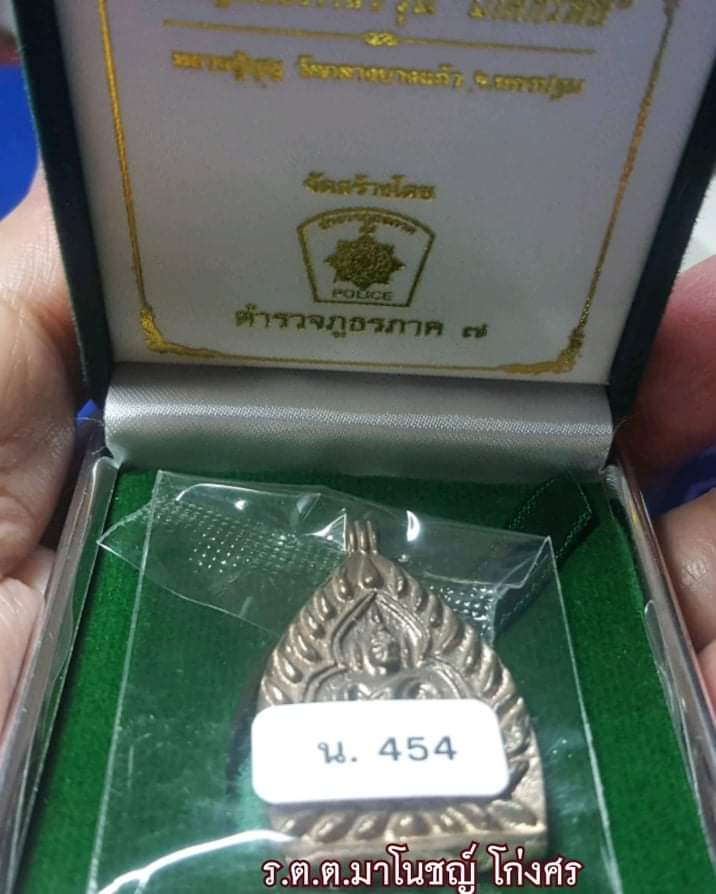 หลวงปู่บุญ วัดกลางบางแก้ว จ.นครปฐม
จัดสร้างโดย
POLICE
ตำรวจภูธรภาค ๗
น. 454
ร.ต.ต.มาโนชญ์ โก่งศร